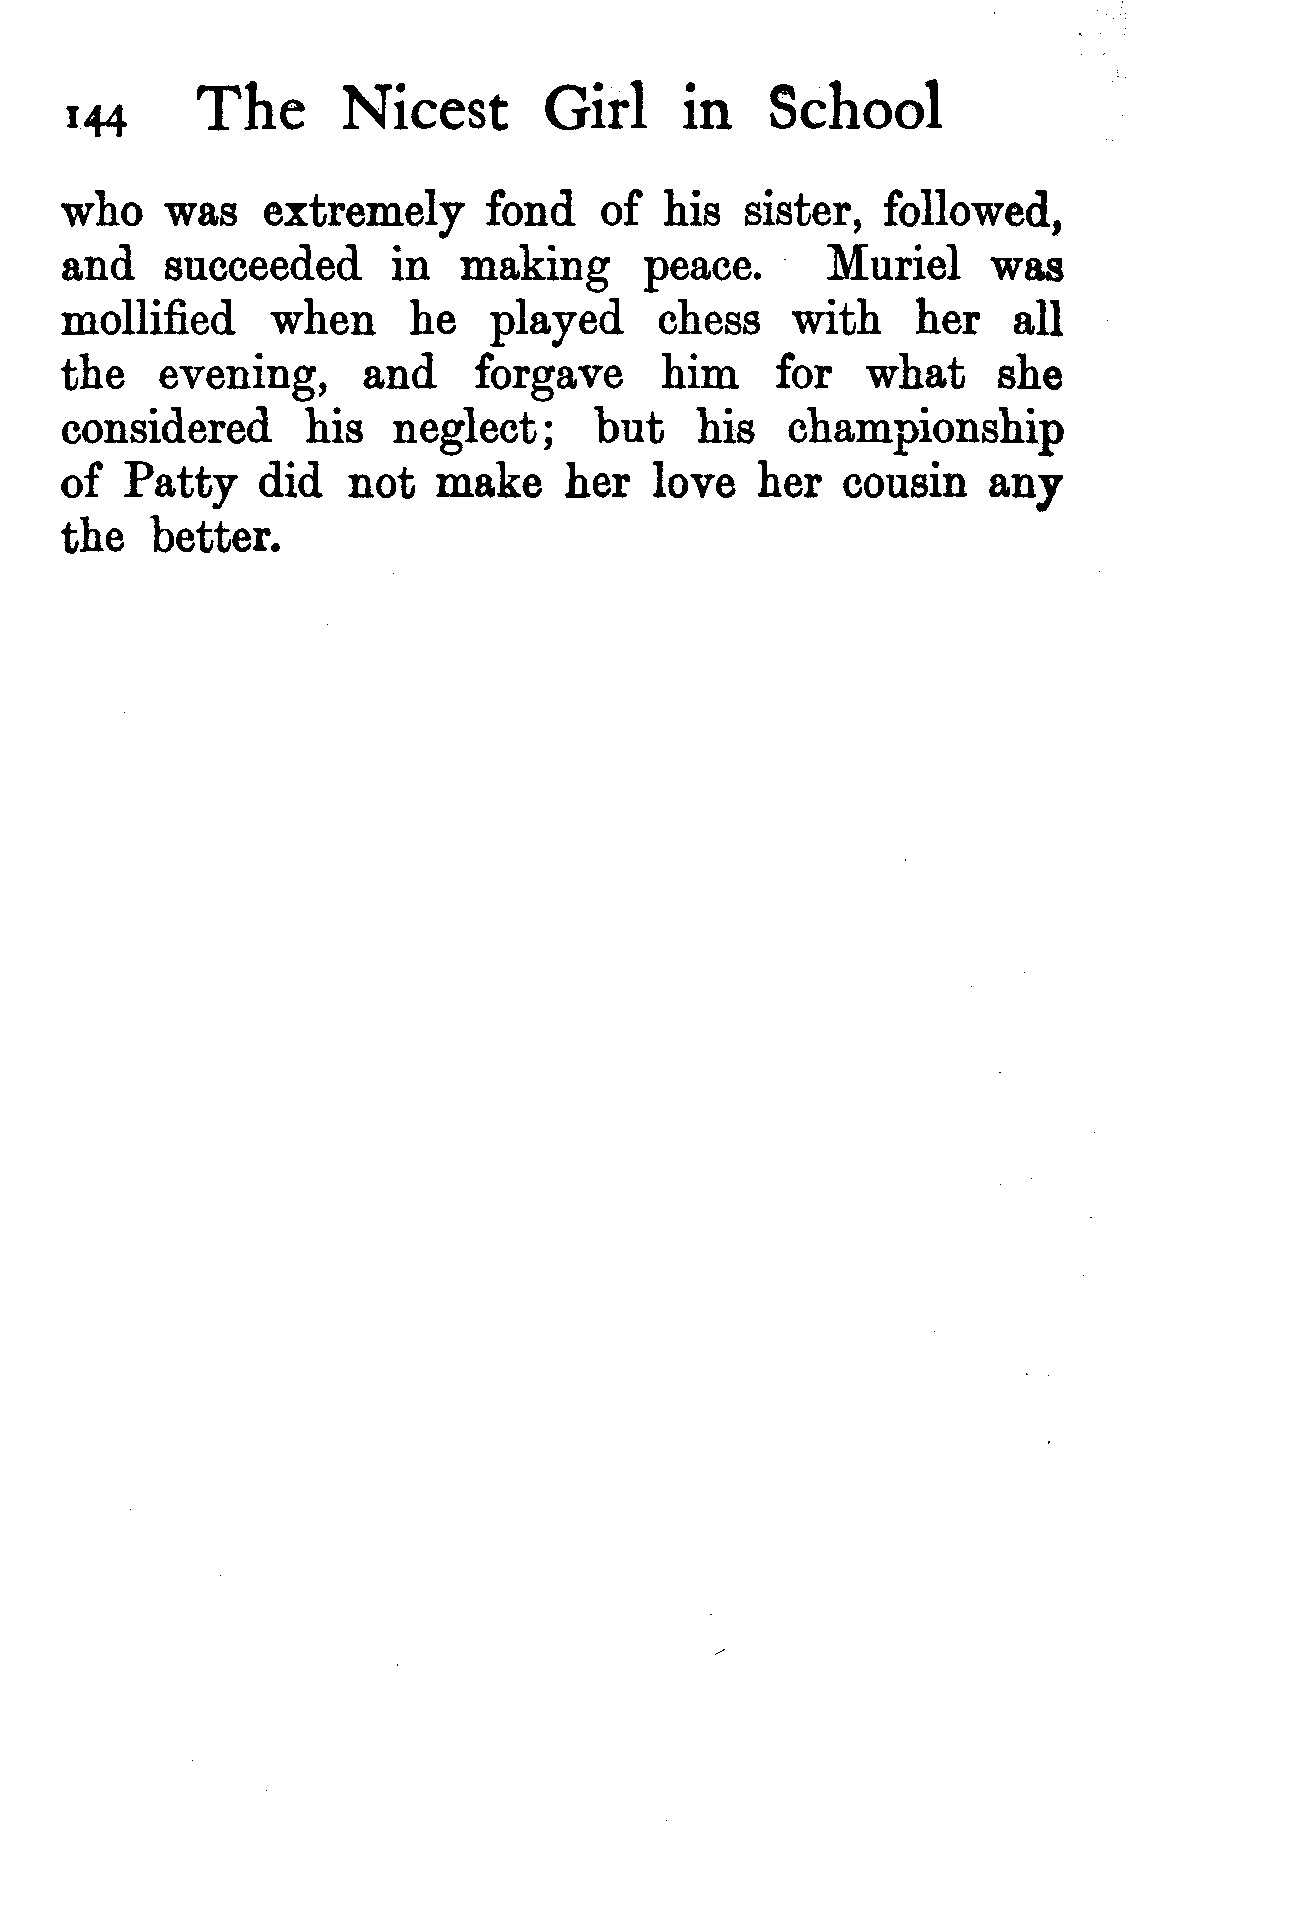 144 The Nicest Girl in School
who was extremely fond of his sister, followed,
and succeeded in making peace. Muriel was
mollified when he played chess with her all
the evening, and forgave him for what she
considered his neglect; but his championship
of Patty did not make her love her cousin any
the better.